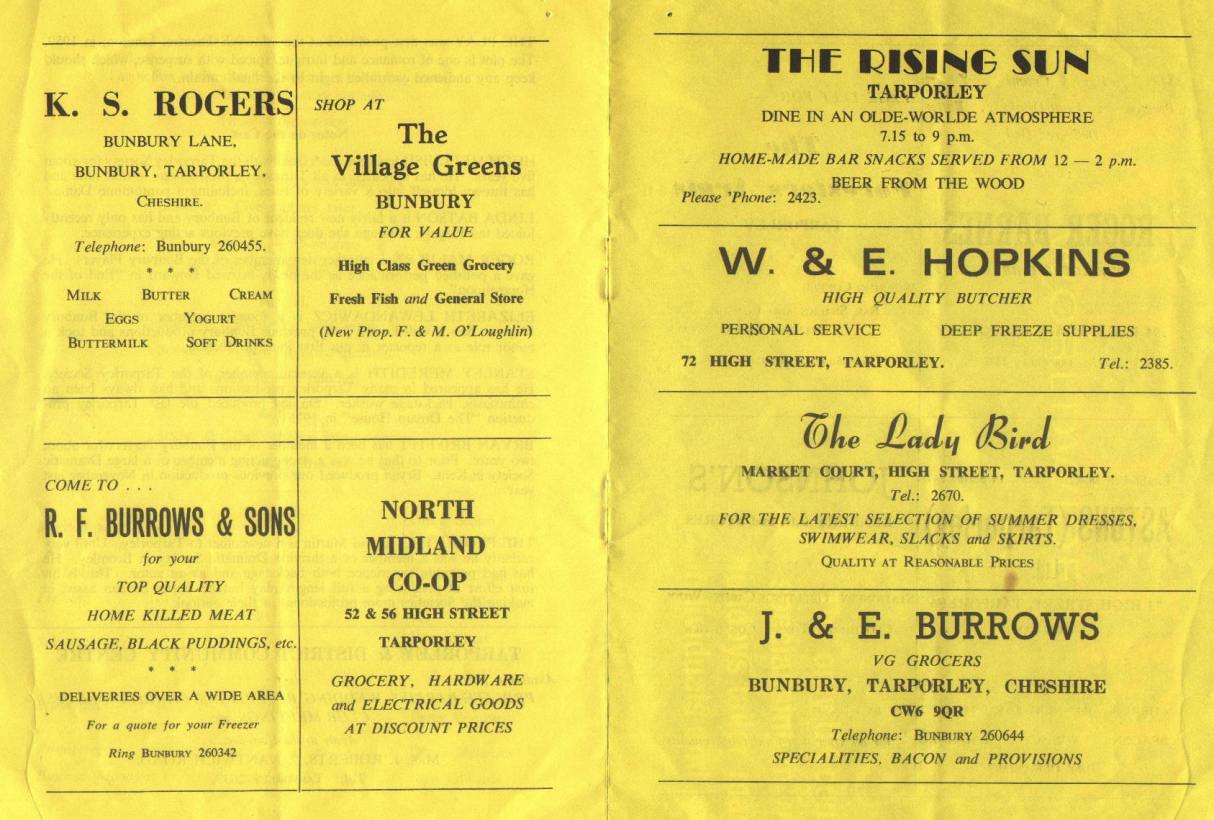 K. S. ROGERS
BUNBURY LANE,
BUNBURY, TARPORLEY,
CHESHIRE.
Telephone: Bunbury 260455.
* * *
MILK BUTTER CREAM
EGGS YOGURT
BUTTERMILK SOFT DRINKS
SHOP AT
The
Village Greens
BUNBURY
FOR VALUE
High Class Green Grocery
Fresh Fish and General Store
(New Prop. F. & M. O'Loughlin)
COME TO . . .
R. F. BURROWS & SONS
for your
TOP QUALITY
HOME KILLED MEAT
SAUSAGE, BLACK PUDDINGS, etc.
* * *
DELIVERIES OVER A WIDE AREA
For a quote for your Freezer
Ring BUNBURY 260342
NORTH
MIDLAND
CO-OP
52 & 56 HIGH STREET
TARPORLEY
GROCERY, HARDWARE
and ELECTRICAL GOODS
AT DISCOUNT PRICES
THE RISING SUN
TARPORLEY
DINE IN AN OLDE-WORLDE ATMOSPHERE
7.15 to 9 p.m.
HOME-MADE BAR SNACKS SERVED FROM 12 — 2 p.m.
BEER FROM THE WOOD
Please 'Phone: 2423.
W. & E. HOPKINS
HIGH QUALITY BUTCHER
PERSONAL SERVICE DEEP FREEZE SUPPLIES
72 HIGH STREET, TARPORLEY. Tel.: 2385.
The Lady Bird
MARKET COURT, HIGH STREET, TARPORLEY.
Tel.: 2670.
FOR THE LATEST SELECTION OF SUMMER DRESSES,
SWIMWEAR, SLACKS and SKIRTS.
QUALITY AT REASONABLE PRICES
J. & E. BURROWS
VG GROCERS
BUNBURY, TARPORLEY, CHESHIRE
CW6 9QR
Telephone: BUNBURY 260644
SPECIALITIES, BACON and PROVISIONS